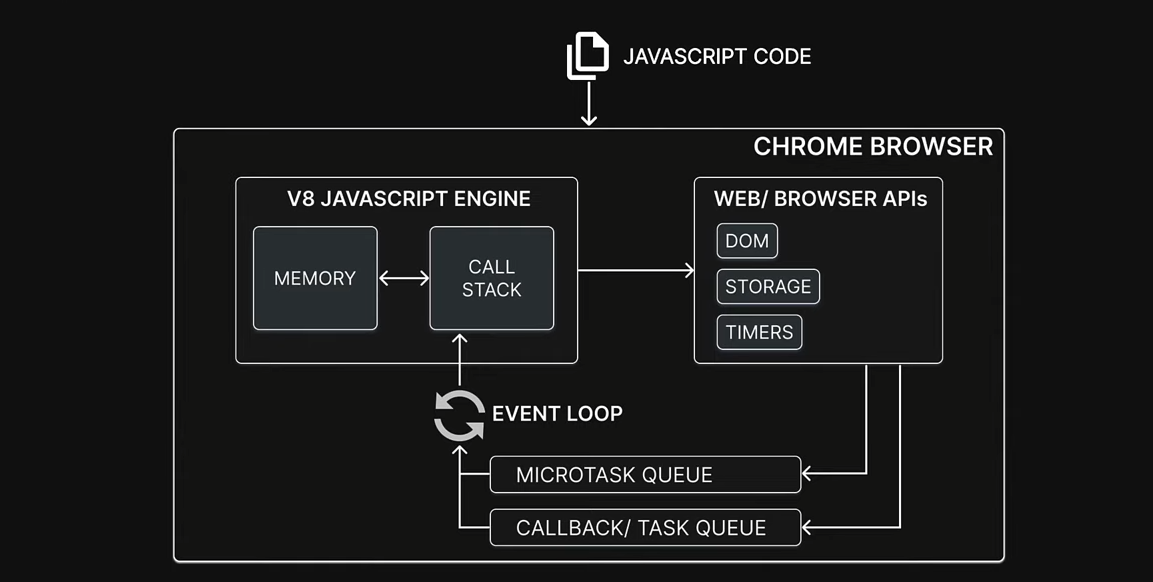 JAVASCRIPT CODE
CHROME BROWSER
V8 JAVASCRIPT ENGINE
MEMORY
CALL
STACK
WEB/ BROWSER APIs
DOM
STORAGE
TIMERS
EVENT LOOP
MICROTASK QUEUE
CALLBACK/ TASK QUEUE